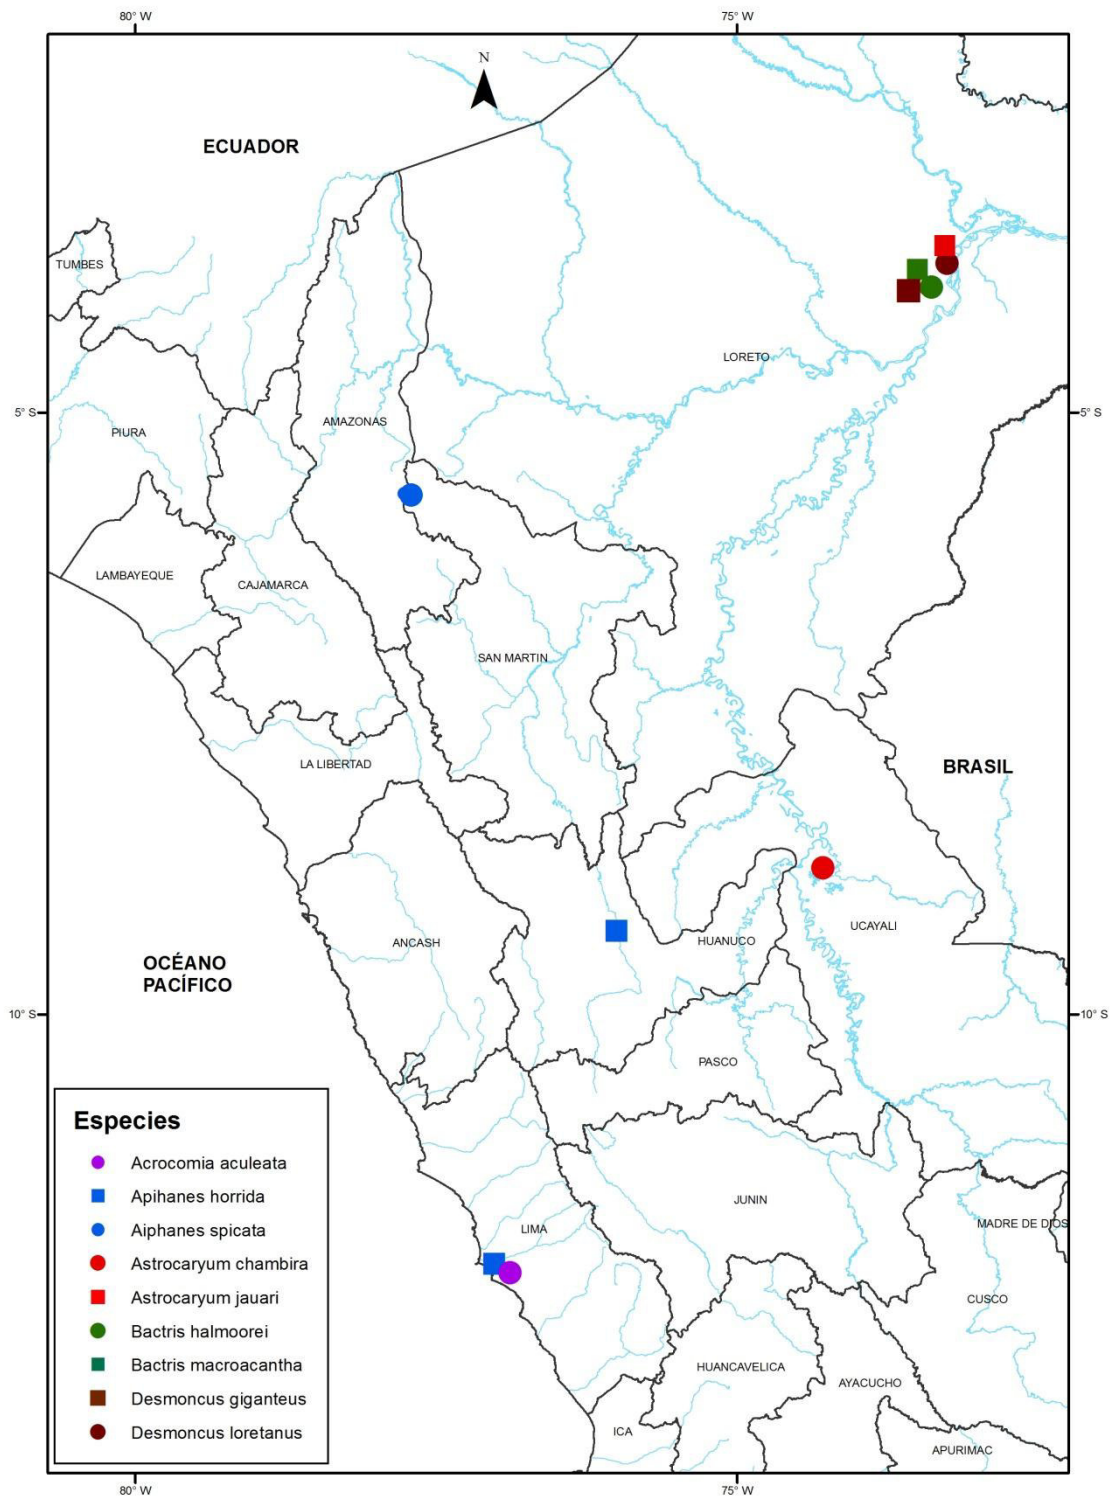 80° W
75° W
N
ECUADOR
TUMBES
LORETO
5° S
5° S
AMAZONAS
PIURA
LAMBAYEQUE
CAJAMARCA
SAN MARTIN
LA LIBERTAD
BRASIL
UCAYALI
ANCASH
HUANUCO
OCÉANO
PACÍFICO
10° S
10° S
PASCO
Especies
Acrocomia aculeata
Apihanes horrida
Aiphanes spicata
Astrocaryum chambira
Astrocaryum jauari
Bactris halmoorei
Bactris macroacantha
Desmoncus giganteus
Desmoncus loretanus
JUNIN
LIMA
MADRE DE DIOS
CUSCO
HUANCAVELICA
AYACUCHO
ICA
APURIMAC
80° W
75° W